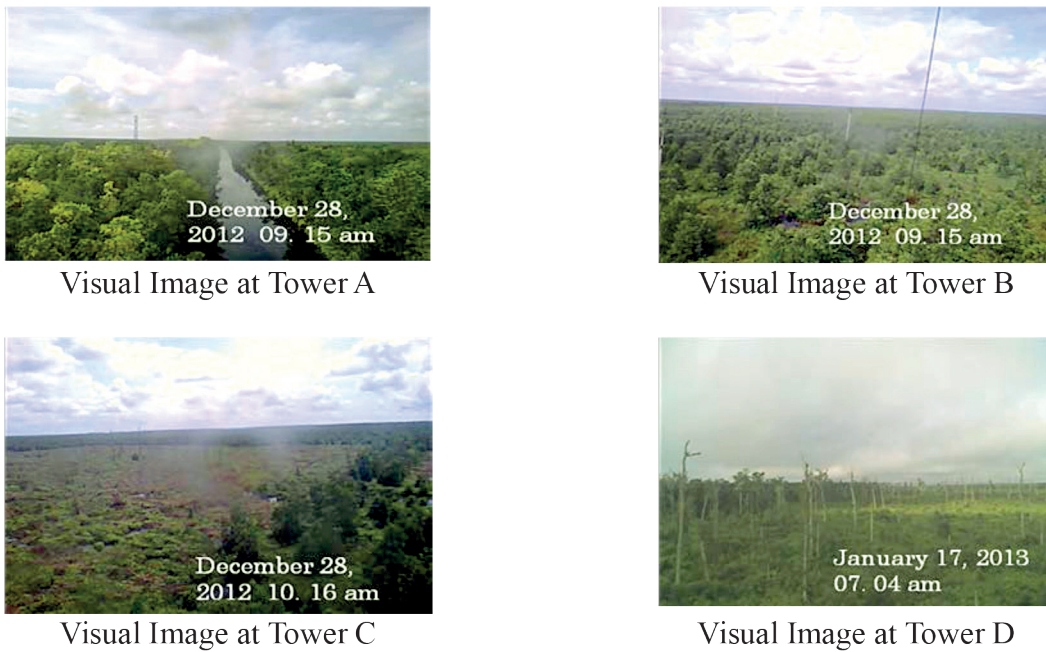 December 28,
2012 09. 15 am
Visual Image at Tower A
December 28,
2012 09. 15 am
Visual Image at Tower B
December 28,
2012 10. 16 am
Visual Image at Tower C
January 17, 2013
07. 04 am
Visual Image at Tower D